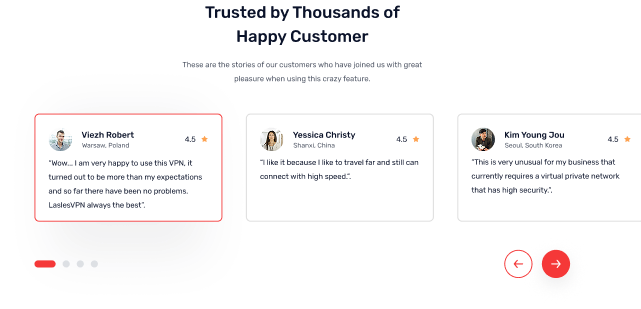 Trusted by Thousands of
Happy Customer
These are the stories of our customers who have joined us with great
pleasure when using this crazy feature.
Viezh Robert
Warsaw, Poland
4.5
“Wow... I am very happy to use this VPN, it
turned out to be more than my expectations
and so far there have been no problems.
LaslesVPN always the best”.
Yessica Christy
Shanxi, China
4.5
“I like it because I like to travel far and still can
connect with high speed.”.
Kim Young Jou
Seoul, South Korea
4.5
“This is very unusual for my business that
currently requires a virtual private network
that has high security.”.